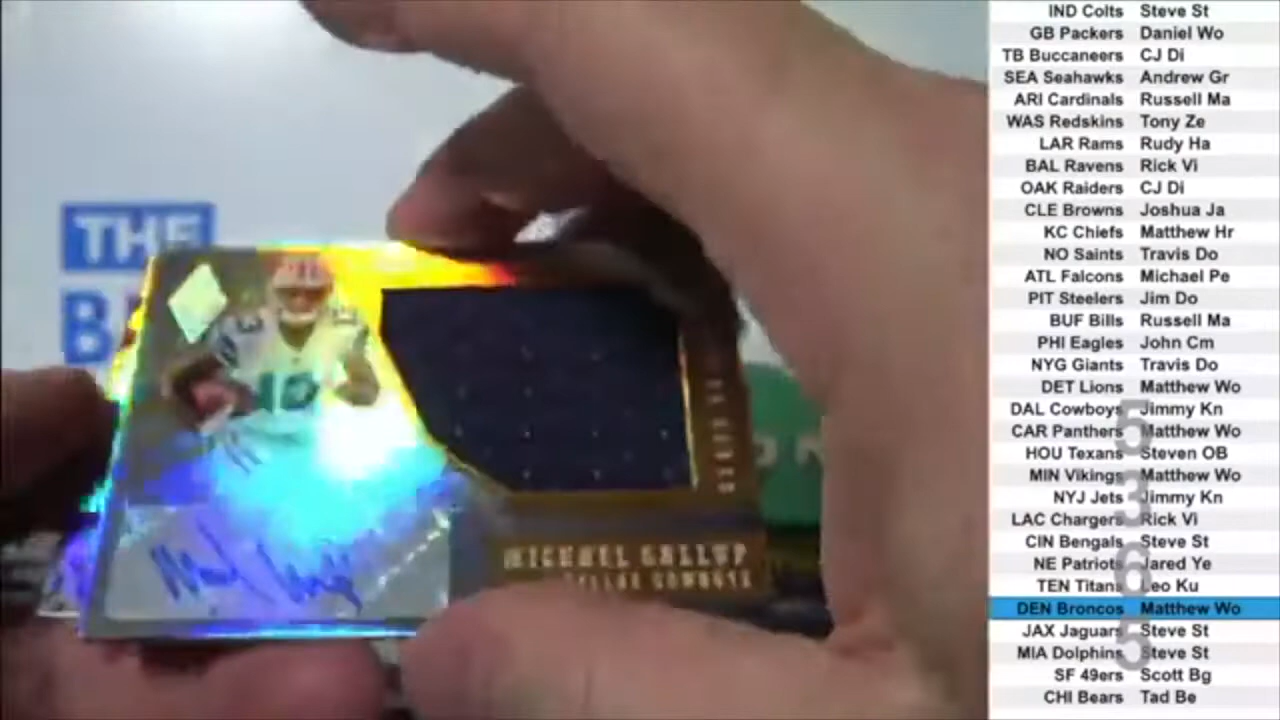 THE
B
13
MICHAEL GALLUP
DALLAS COWBOYS
IND Colts Steve St
GB Packers Daniel Wo
TB Buccaneers CJ Di
SEA Seahawks Andrew Gr
ARI Cardinals Russell Ma
WAS Redskins Tony Ze
LAR Rams Rudy Ha
BAL Ravens Rick Vi
OAK Raiders CJ Di
CLE Browns Joshua Ja
KC Chiefs Matthew Hr
NO Saints Travis Do
ATL Falcons Michael Pe
PIT Steelers Jim Do
BUF Bills Russell Ma
PHI Eagles John Cm
NYG Giants Travis Do
DET Lions Matthew Wo
DAL Cowboys Jimmy Kn
CAR Panthers Matthew Wo
HOU Texans Steven OB
MIN Vikings Matthew Wo
NYJ Jets Jimmy Kn
LAC Chargers Rick Vi
CIN Bengals Steve St
NE Patriots Jared Ye
TEN Titans Leo Ku
DEN Broncos Matthew Wo
JAX Jaguars Steve St
MIA Dolphins Steve St
SF 49ers Scott Bg
CHI Bears Tad Be
5365